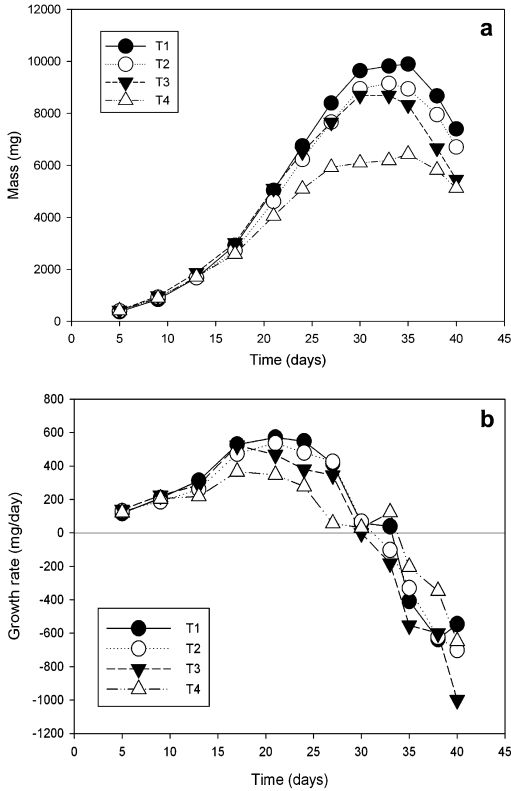 12000
a
T1
T2
T3
T4
10000
8000
6000
4000
2000
0
Mass (mg)
0 5 10 15 20 25 30 35 40 45
Time (days)
800
b
600
400
200
0
-200
-400
-600
-800
-1000
-1200
Growth rate (mg/day)
T1
T2
T3
T4
0 5 10 15 20 25 30 35 40 45
Time (days)